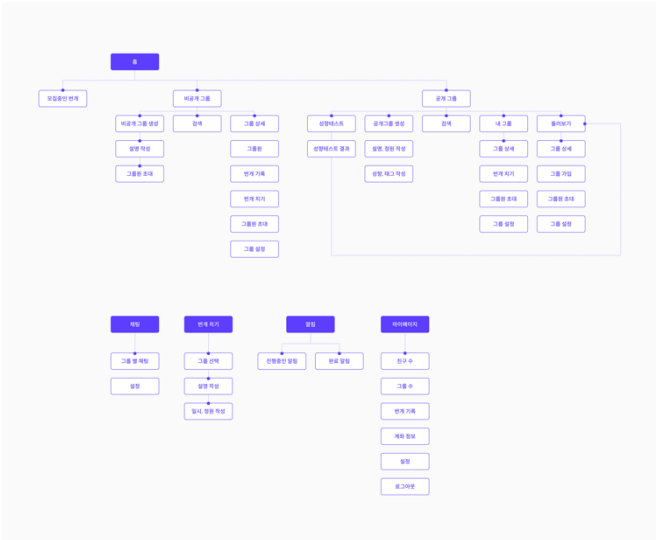 홈
모집중인 번개
비공개 그룹
공개 그룹
비공개 그룹 생성
검색
그룹 상세
성향테스트
공개그룹 생성
검색
내 그룹
둘러보기
설명 작성
그룹원
성향테스트 결과
설명, 정원 작성
그룹 상세
그룹 상세
그룹원 초대
번개 기록
성향, 태그 작성
번개 치기
그룹 가입
번개 치기
그룹원 초대
그룹원 초대
그룹원 초대
그룹 설정
그룹 설정
그룹 설정
채팅
번개 치기
알림
마이페이지
그룹 별 채팅
그룹 선택
진행중인 알림
완료 알림
친구 수
설정
설명 작성
그룹 수
일시, 정원 작성
번개 기록
계좌 정보
설정
로그아웃